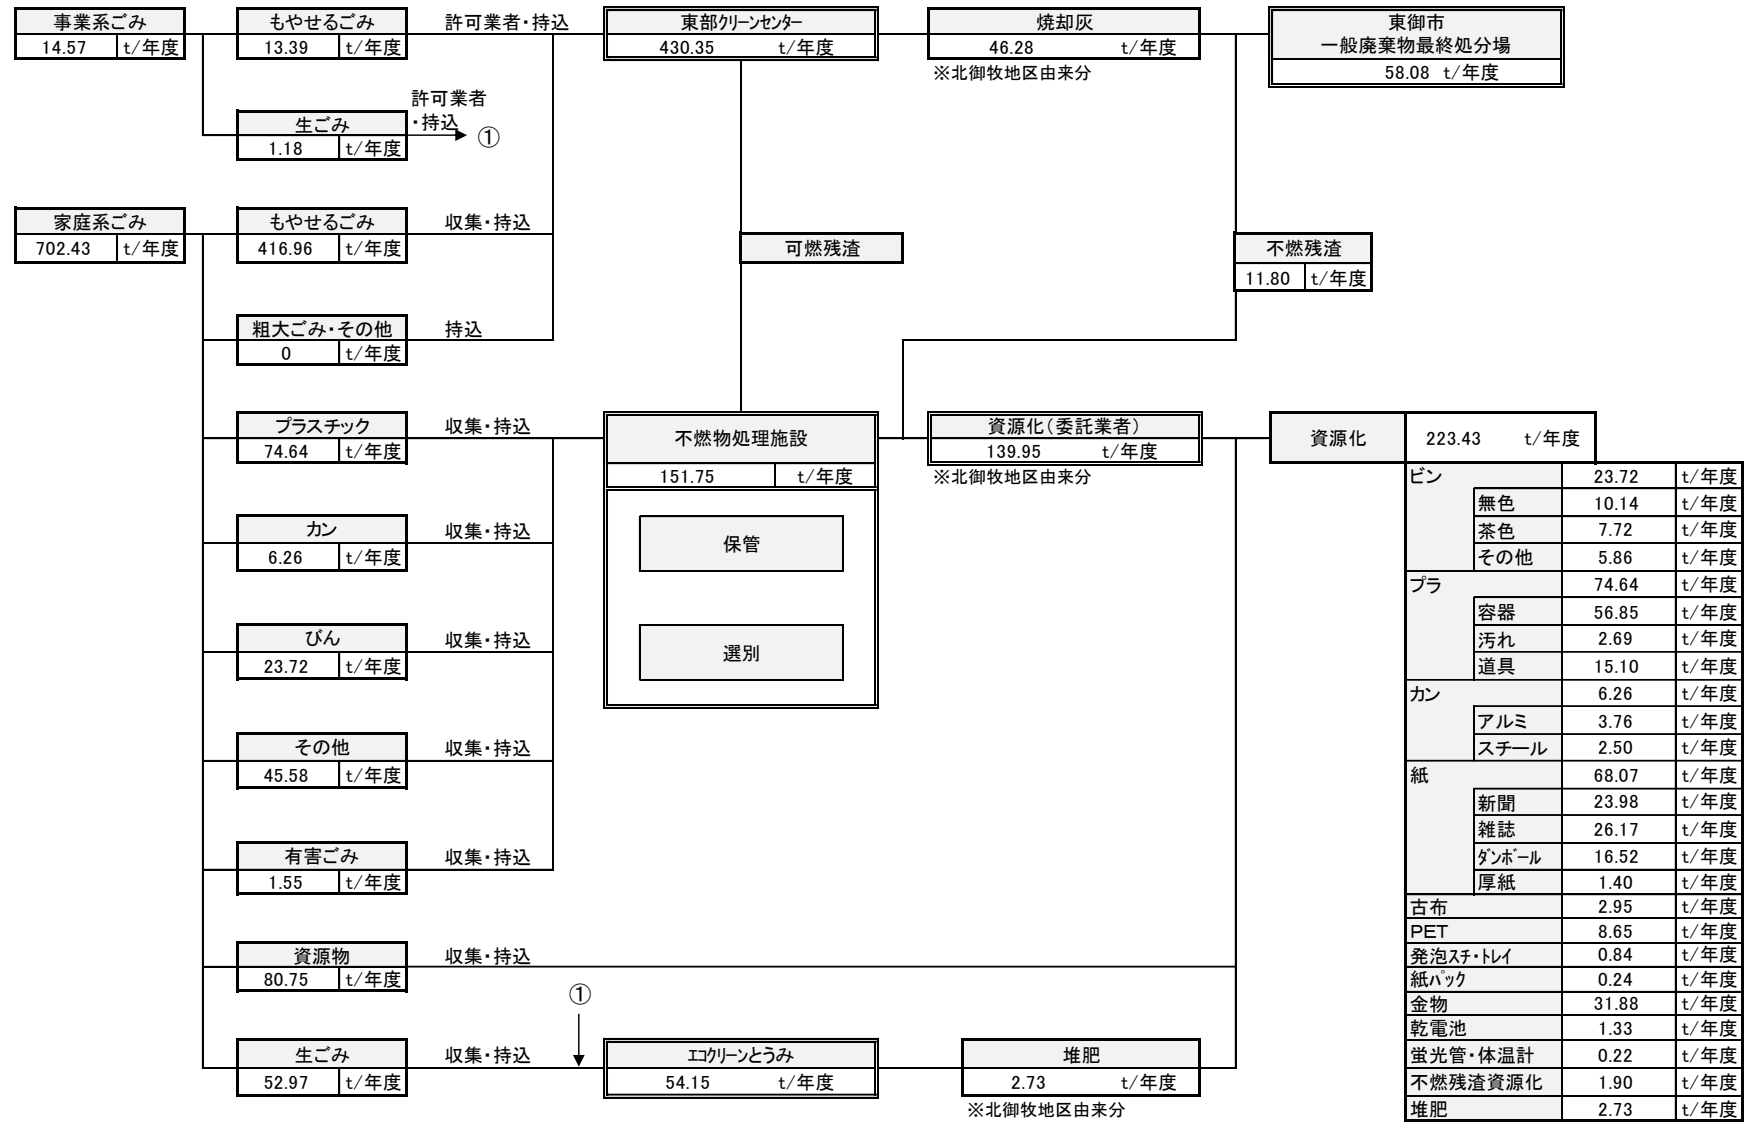 事業系ごみ
14.57 t/年度
もやせるごみ
13.39 t/年度
許可業者・持込
東部クリーンセンター
430.35 t/年度
焼却灰
46.28 t/年度
※北御牧地区由来分
東御市
一般廃棄物最終処分場
58.08 t/年度
生ごみ
1.18 t/年度
許可業者
・持込
①
家庭系ごみ
702.43 t/年度
もやせるごみ
416.96 t/年度
収集・持込
可燃残渣
不燃残渣
11.80 t/年度
粗大ごみ・その他
0 t/年度
持込
プラスチック
74.64 t/年度
収集・持込
不燃物処理施設
151.75 t/年度
保管
選別
資源化(委託業者)
139.95 t/年度
※北御牧地区由来分
資源化 223.43 t/年度
カン
6.26 t/年度
収集・持込
びん
23.72 t/年度
収集・持込
その他
45.58 t/年度
収集・持込
有害ごみ
1.55 t/年度
収集・持込
資源物
80.75 t/年度
収集・持込
生ごみ
52.97 t/年度
収集・持込
①
エコクリーンとうみ
54.15 t/年度
堆肥
2.73 t/年度
※北御牧地区由来分
ビン 23.72 t/年度
無色 10.14 t/年度
茶色 7.72 t/年度
その他 5.86 t/年度
プラ 74.64 t/年度
容器 56.85 t/年度
汚れ 2.69 t/年度
道具 15.10 t/年度
カン 6.26 t/年度
アルミ 3.76 t/年度
スチール 2.50 t/年度
紙 68.07 t/年度
新聞 23.98 t/年度
雑誌 26.17 t/年度
ダンボール 16.52 t/年度
厚紙 1.40 t/年度
古布 2.95 t/年度
PET 8.65 t/年度
発泡スチ・トレイ 0.84 t/年度
紙パック 0.24 t/年度
金物 31.88 t/年度
乾電池 1.33 t/年度
蛍光管・体温計 0.22 t/年度
不燃残渣資源化 1.90 t/年度
堆肥 2.73 t/年度